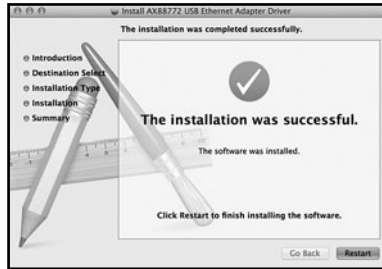 Install AX88772 USB Ethernet Adapter Driver
The installation was completed successfully.
Introduction
Destination Select
Installation Type
Installation
Summary
The installation was successful.
The software was installed.
Click Restart to finish installing the software.
Go Back
Restart